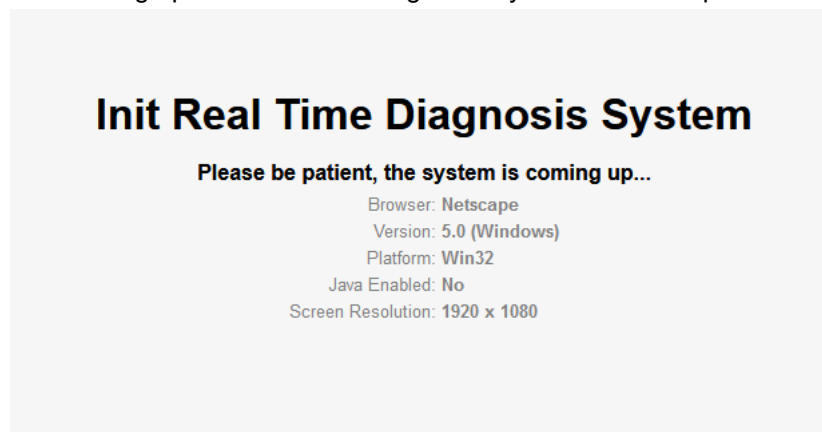 Init Real Time Diagnosis System
Please be patient, the system is coming up...
Browser: Netscape
Version: 5.0 (Windows)
Platform: Win32
Java Enabled: No
Screen Resolution: 1920 x 1080